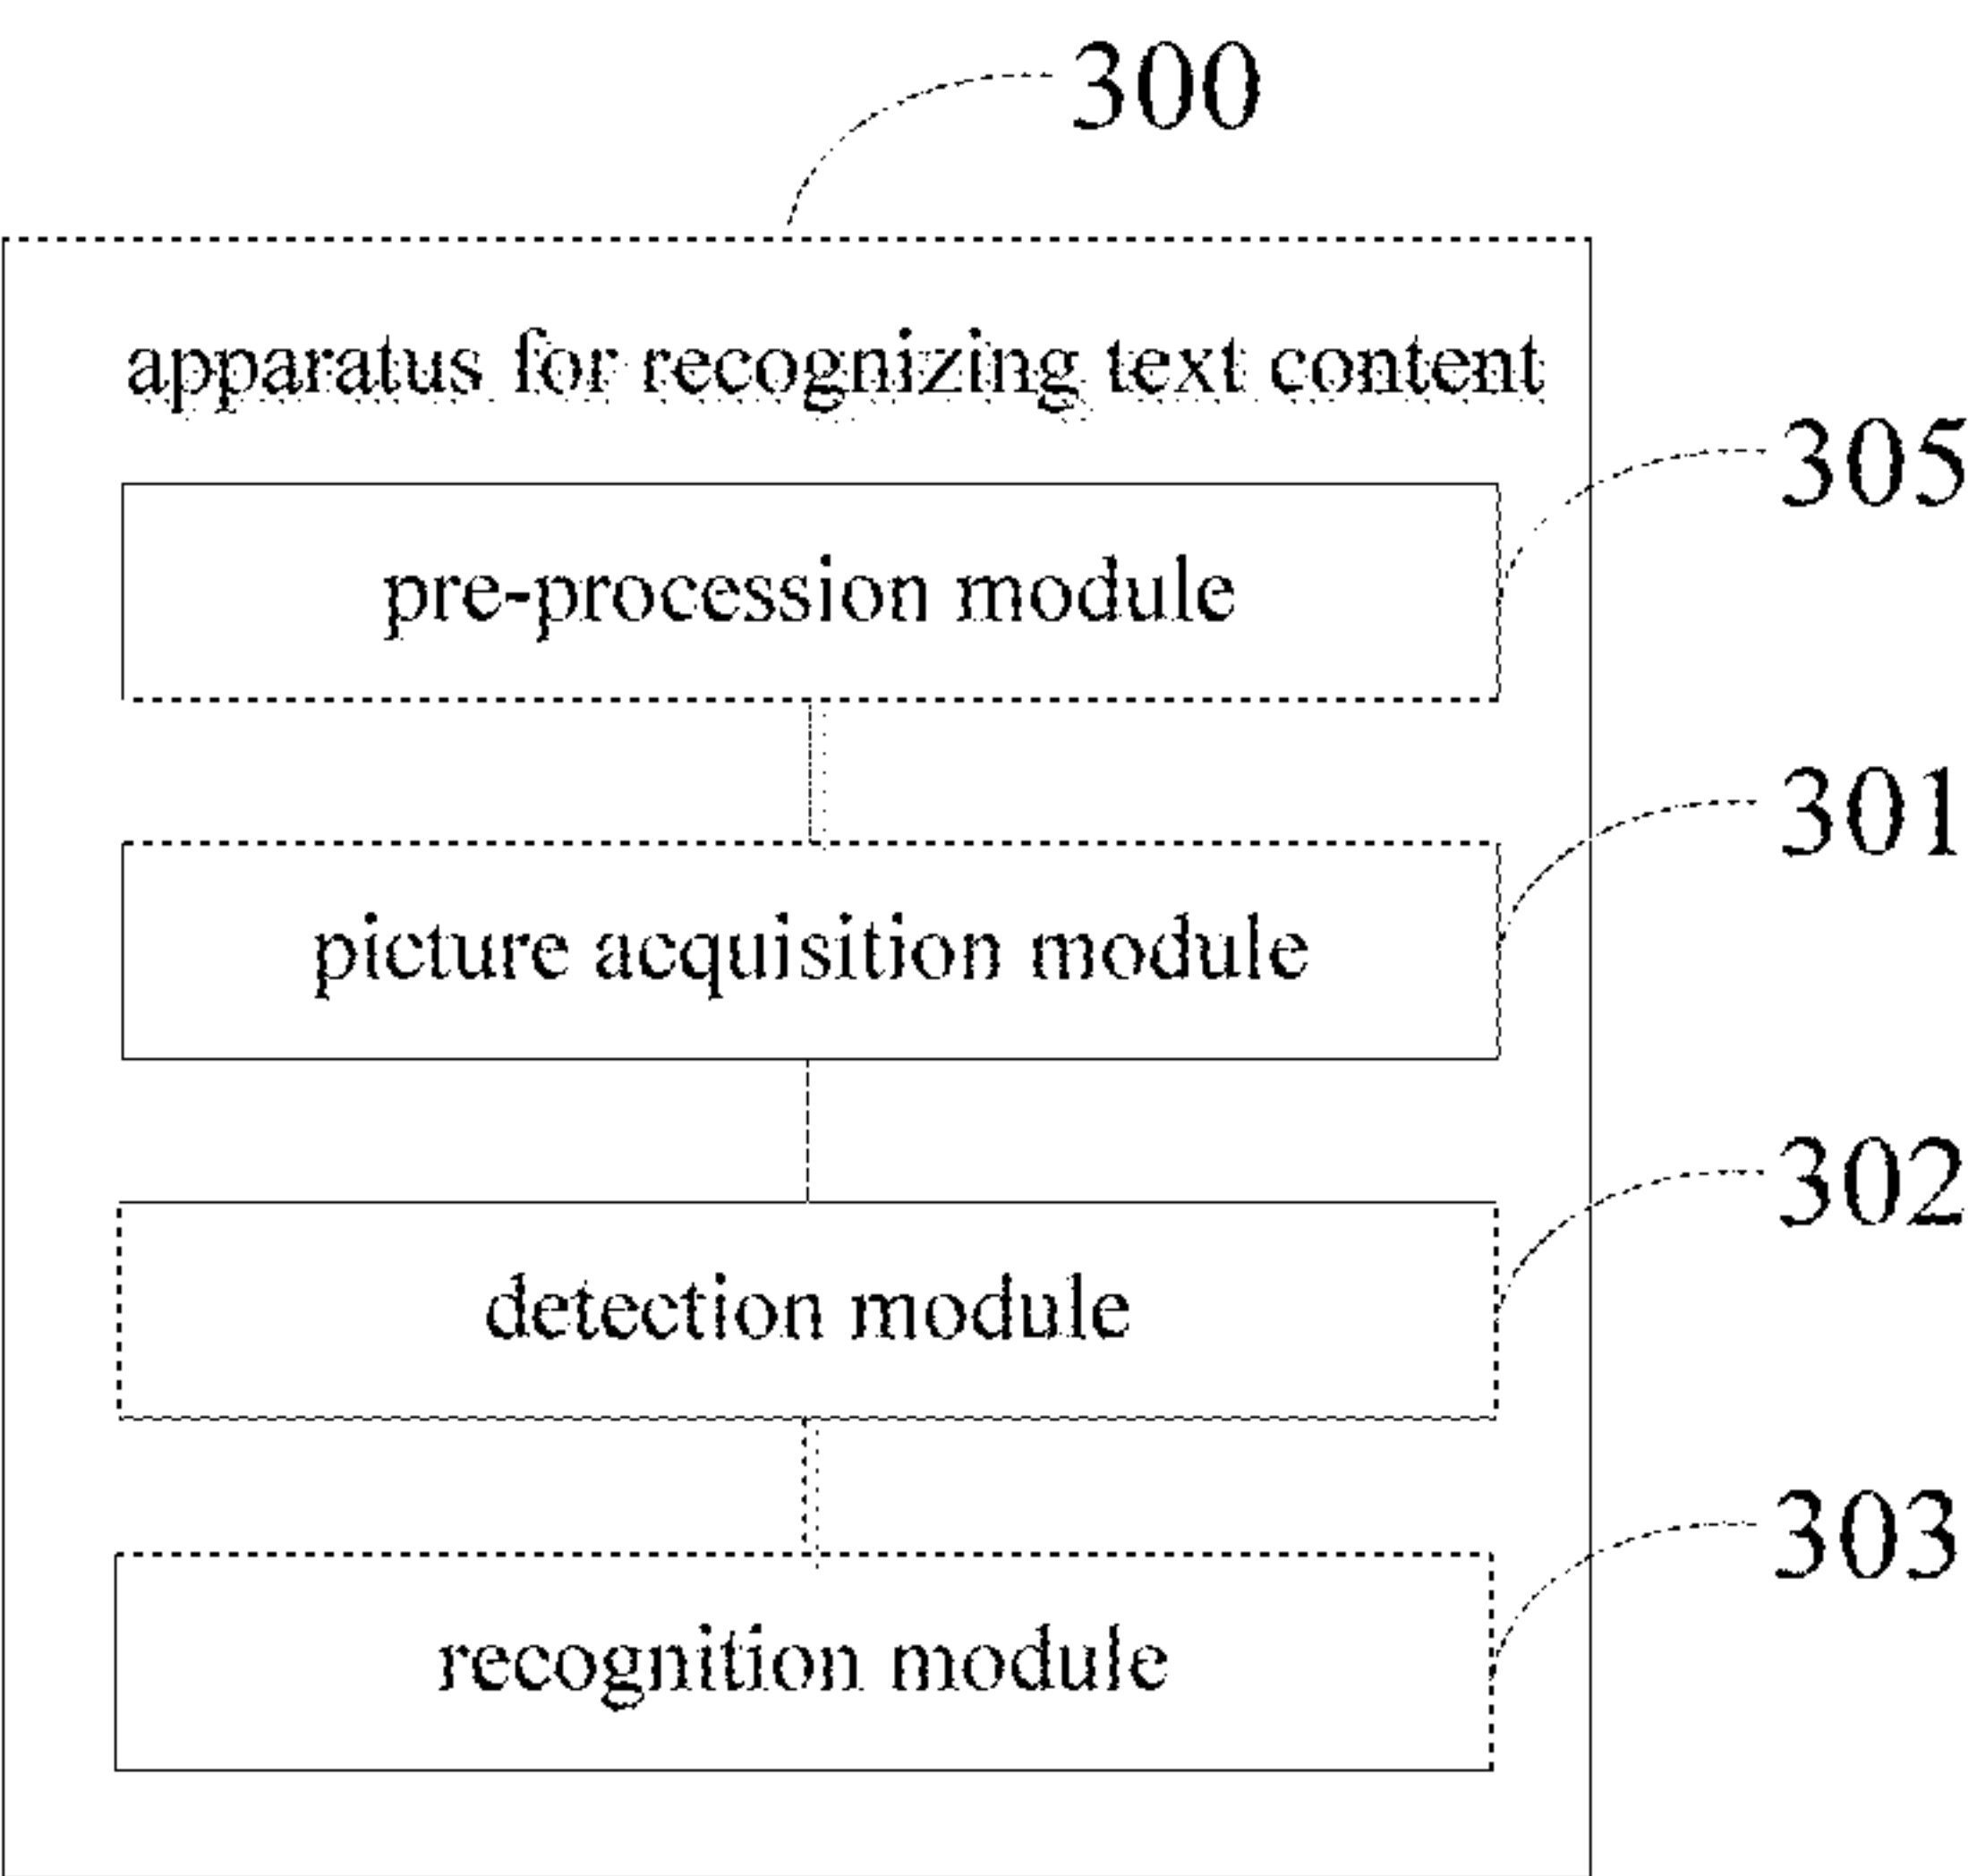 300
apparatus for recognizing text content
305
pre-procession module
301
picture acquisition module
302
detection module
303
recognition module